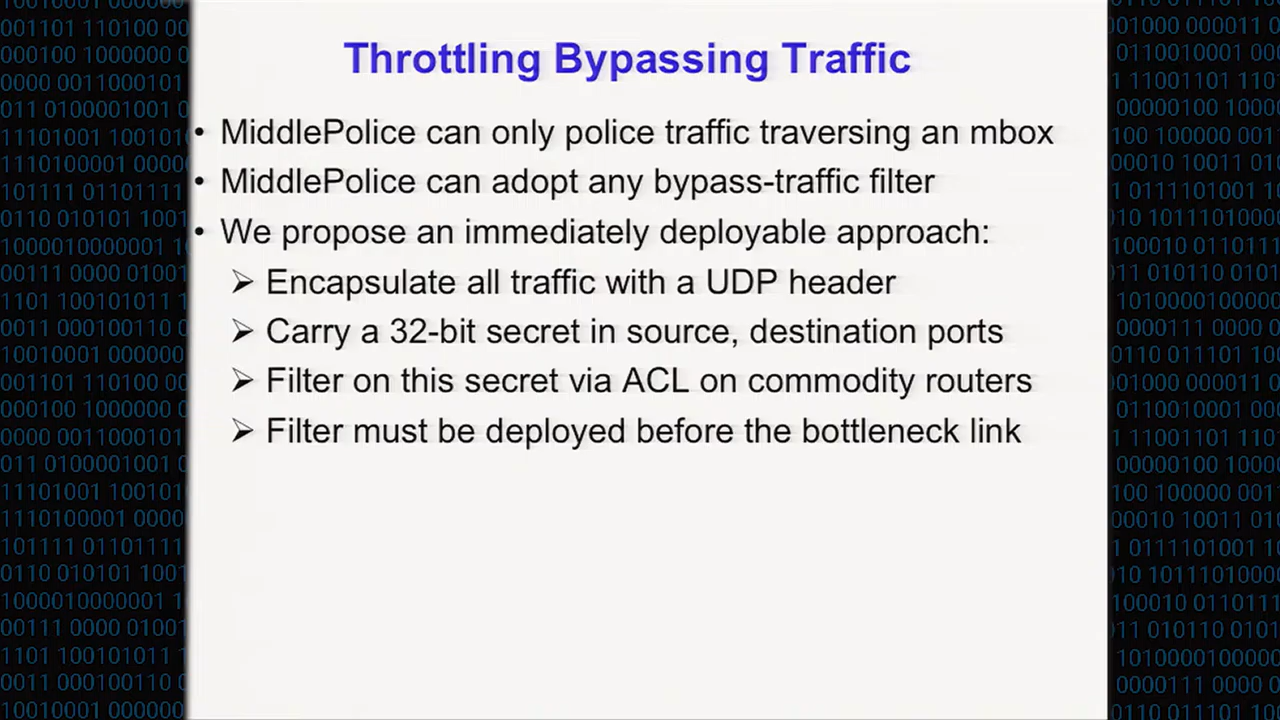 Throttling Bypassing Traffic
• MiddlePolice can only police traffic traversing an mbox
• MiddlePolice can adopt any bypass-traffic filter
• We propose an immediately deployable approach:
➢ Encapsulate all traffic with a UDP header
➢ Carry a 32-bit secret in source, destination ports
➢ Filter on this secret via ACL on commodity routers
➢ Filter must be deployed before the bottleneck link